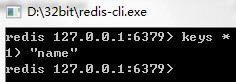 D:\32bit\redis-cli.exe
redis 127.0.0.1:6379> keys *
1) "name"
redis 127.0.0.1:6379>